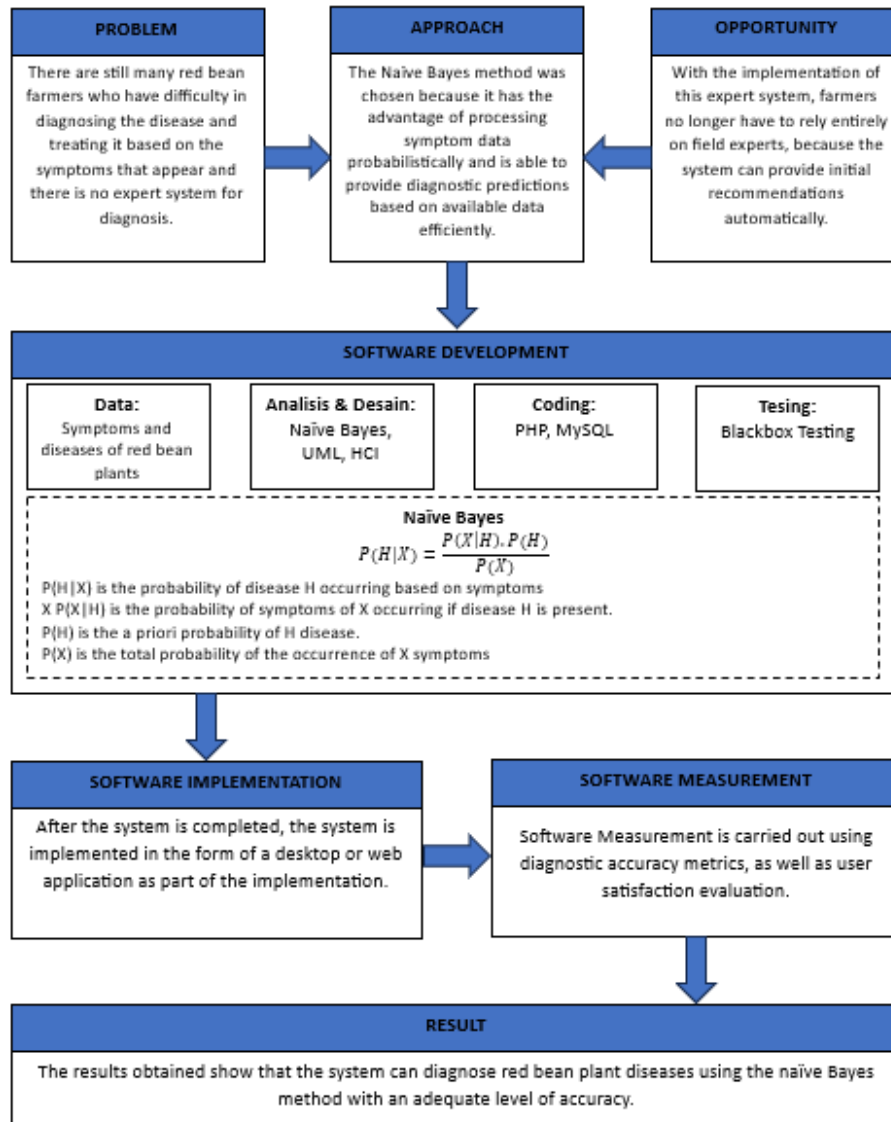 PROBLEM
There are still many red bean
farmers who have difficulty in
diagnosing the disease and
treating it based on the
symptoms that appear and
there is no expert system for
diagnosis.
APPROACH
The Naïve Bayes method was
chosen because it has the
advantage of processing
symptom data
probabilistically and is able to
provide diagnostic predictions
based on available data
efficiently.
OPPORTUNITY
With the implementation of
this expert system, farmers
no longer have to rely entirely
on field experts, because the
system can provide initial
recommendations
automatically.
SOFTWARE DEVELOPMENT
Data:
Symptoms and
diseases of red bean
plants
Analisis & Desain:
Naïve Bayes,
UML, HCI
Coding:
PHP, MySQL
Tesing:
Blackbox Testing
Naïve Bayes
P(H|X) = P(X|H). P(H) / P(X)
P(H|X) is the probability of disease H occurring based on symptoms
X P(X|H) is the probability of symptoms of X occurring if disease H is present.
P(H) is the a priori probability of H disease.
P(X) is the total probability of the occurrence of X symptoms
SOFTWARE IMPLEMENTATION
After the system is completed, the system is
implemented in the form of a desktop or web
application as part of the implementation.
SOFTWARE MEASUREMENT
Software Measurement is carried out using
diagnostic accuracy metrics, as well as user
satisfaction evaluation.
RESULT
The results obtained show that the system can diagnose red bean plant diseases using the naïve Bayes
method with an adequate level of accuracy.